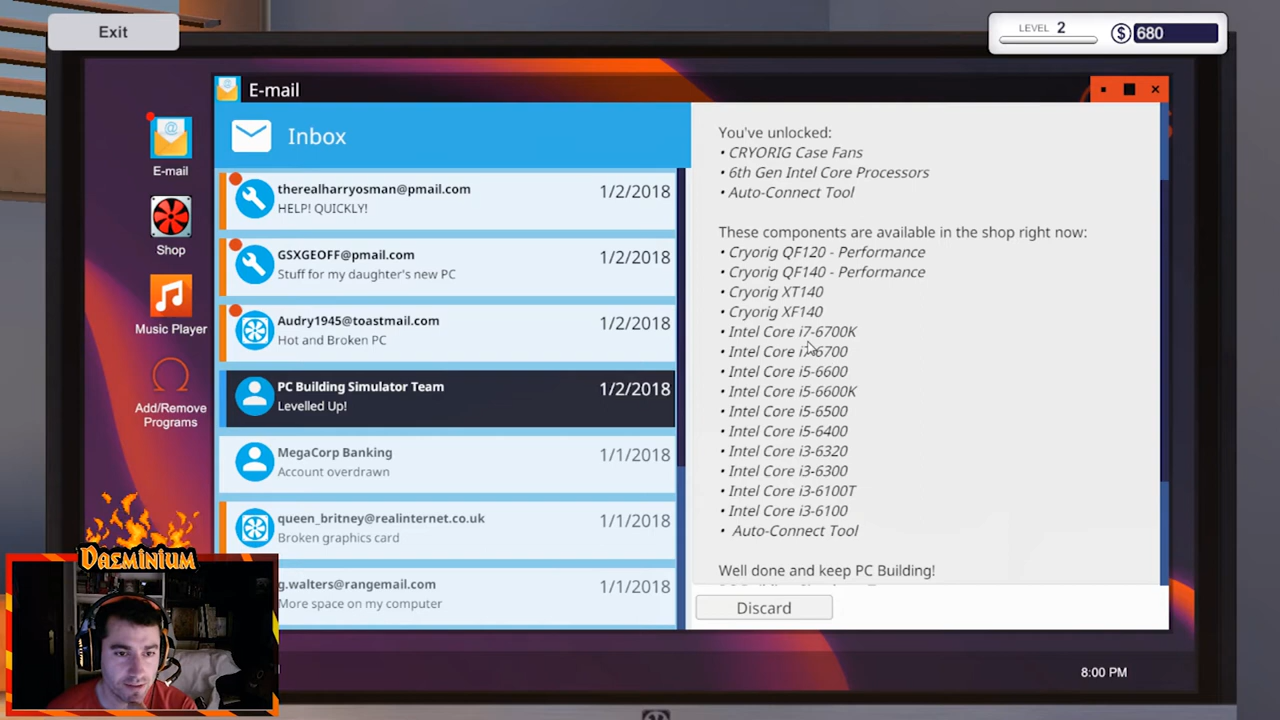 Exit
LEVEL 2
$ 680
E-mail
Inbox
E-mail
Shop
Music Player
Add/Remove
Programs
therealharryosman@pmail.com 1/2/2018
HELP! QUICKLY!
GSXGEOFF@pmail.com 1/2/2018
Stuff for my daughter's new PC
Audry1945@toastmail.com 1/2/2018
Hot and Broken PC
PC Building Simulator Team 1/2/2018
Levelled Up!
MegaCorp Banking 1/1/2018
Account overdrawn
queen_britney@realinternet.co.uk 1/1/2018
Broken graphics card
g.walters@rangemail.com 1/1/2018
More space on my computer
You've unlocked:
• CRYORIG Case Fans
• 6th Gen Intel Core Processors
• Auto-Connect Tool
These components are available in the shop right now:
• Cryorig QF120 - Performance
• Cryorig QF140 - Performance
• Cryorig XT140
• Cryorig XF140
• Intel Core i7-6700K
• Intel Core i7-6700
• Intel Core i5-6600
• Intel Core i5-6600K
• Intel Core i5-6500
• Intel Core i5-6400
• Intel Core i3-6320
• Intel Core i3-6300
• Intel Core i3-6100T
• Intel Core i3-6100
• Auto-Connect Tool
Well done and keep PC Building!
Discard
DAEMINIUM
8:00 PM